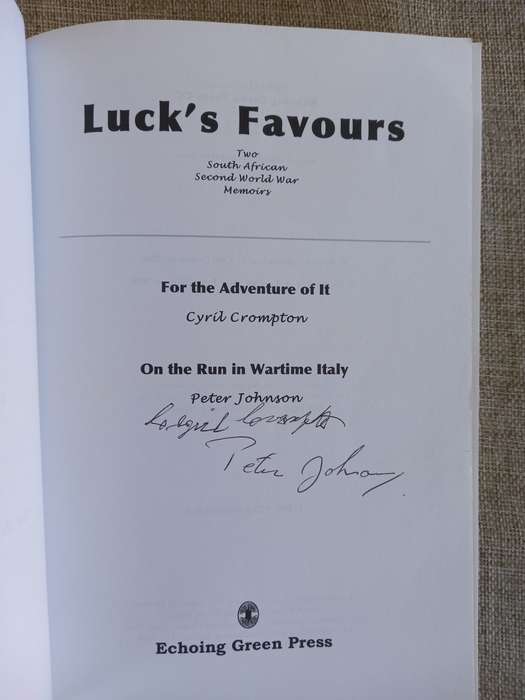 Luck's Favours
Two
South African
Second World War
Memoirs
For the Adventure of It
Cyril Crompton
On the Run in Wartime Italy
Peter Johnson
Peter Johnson
Echoing Green Press